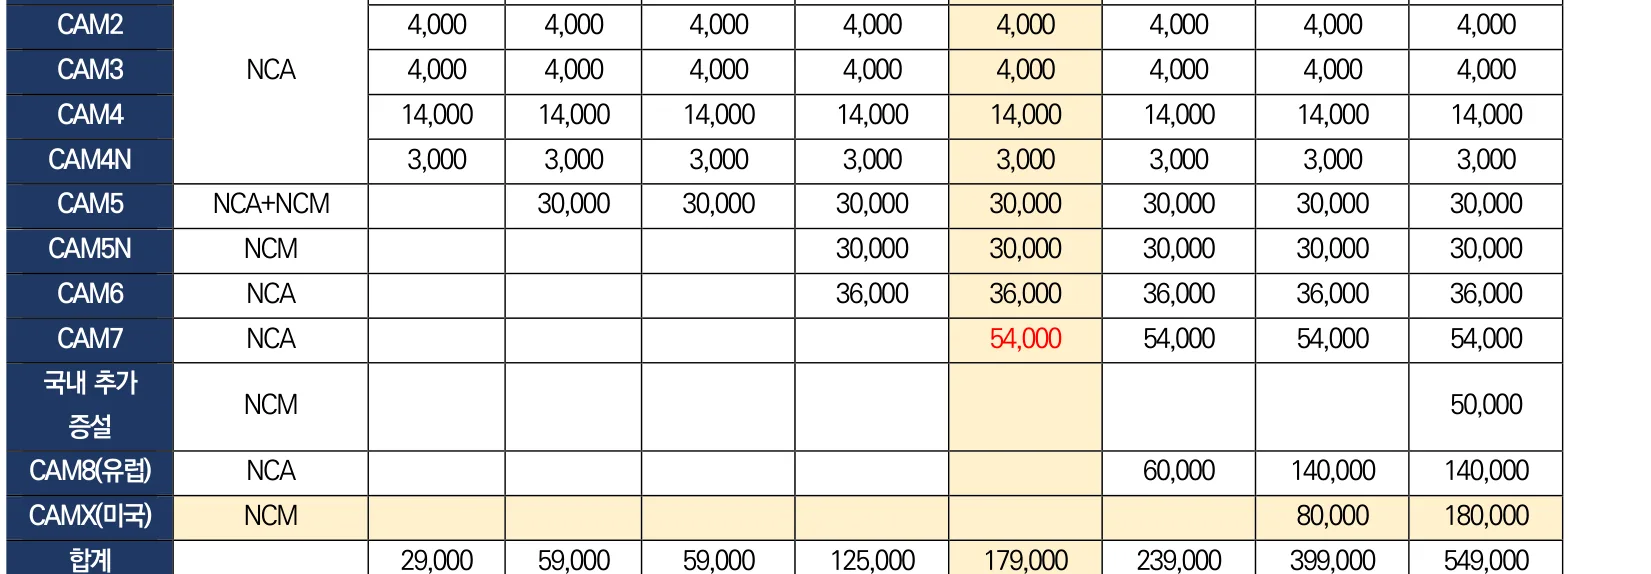 CAM2 4,000 4,000 4,000 4,000 4,000 4,000 4,000 4,000
CAM3 NCA 4,000 4,000 4,000 4,000 4,000 4,000 4,000 4,000
CAM4 14,000 14,000 14,000 14,000 14,000 14,000 14,000 14,000
CAM4N 3,000 3,000 3,000 3,000 3,000 3,000 3,000 3,000
CAM5 NCA+NCM 30,000 30,000 30,000 30,000 30,000 30,000 30,000
CAM5N NCM 30,000 30,000 30,000 30,000 30,000
CAM6 NCA 36,000 36,000 36,000 36,000 36,000
CAM7 NCA 54,000 54,000 54,000 54,000
국내 추가
증설 NCM 50,000
CAM8(유럽) NCA 60,000 140,000 140,000
CAMX(미국) NCM 80,000 180,000
합계 29,000 59,000 59,000 125,000 179,000 239,000 399,000 549,000